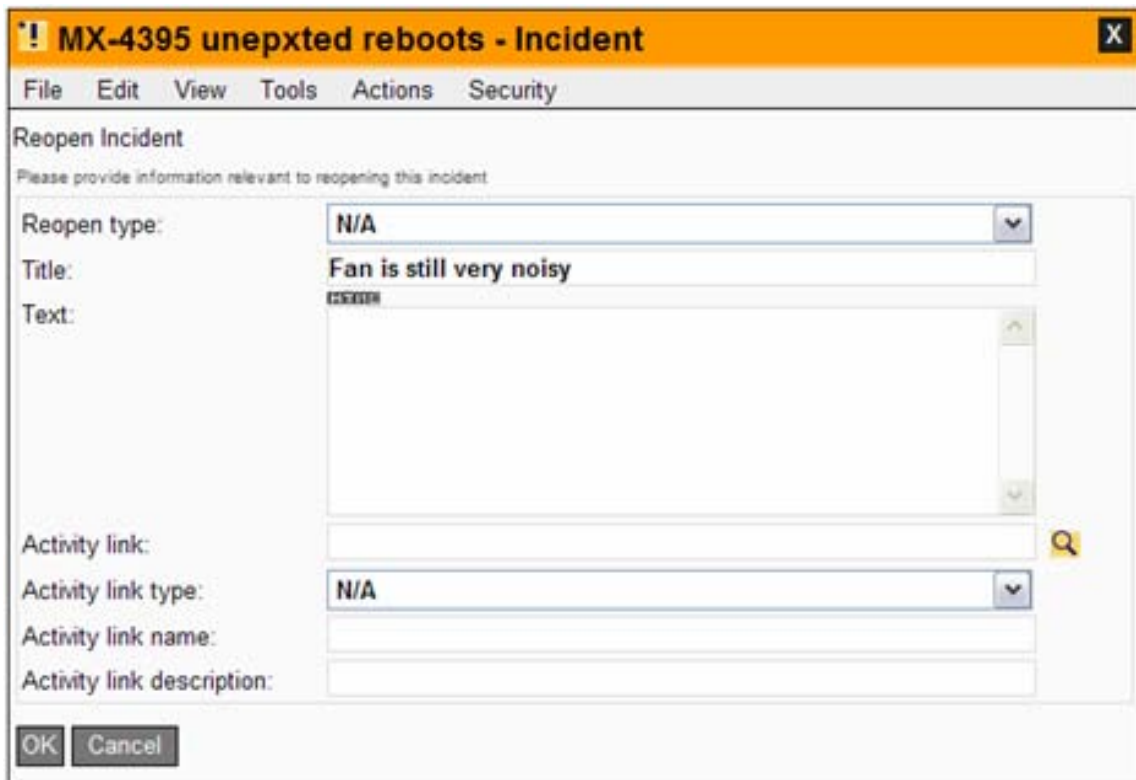 MX-4395 unepxted reboots - Incident X
File Edit View Tools Actions Security
Reopen Incident
Please provide information relevant to reopening this incident
Reopen type: N/A
Title: Fan is still very noisy
HTML
Text:
Activity link:
Activity link type: N/A
Activity link name:
Activity link description:
OK Cancel